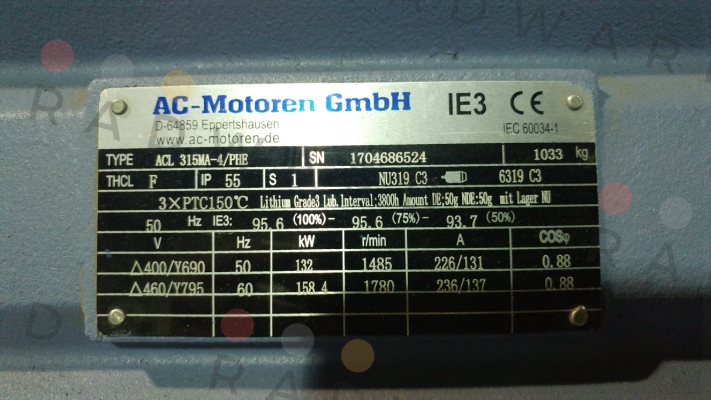 AC-Motoren GmbH IE3 CE
D-64859 Eppertshausen
www.ac-motoren.de IEC 60034-1
TYPE ACL 315MA-4/PHE SN 1704686524 1033 kg
THCL F IP 55 S 1 NU319 C3 6319 C3
3×PTC150℃ Lithium Grade3 Lub.Interval:3800h Amount DE:50g NDE:50g mit Lager NU
50 Hz IE3: 95.6 (100%)- 95.6 (75%)- 93.7 (50%)
V Hz kW r/min A COSφ
△400/Y690 50 132 1485 226/131 0.88
△460/Y795 60 158.4 1780 236/137 0.88